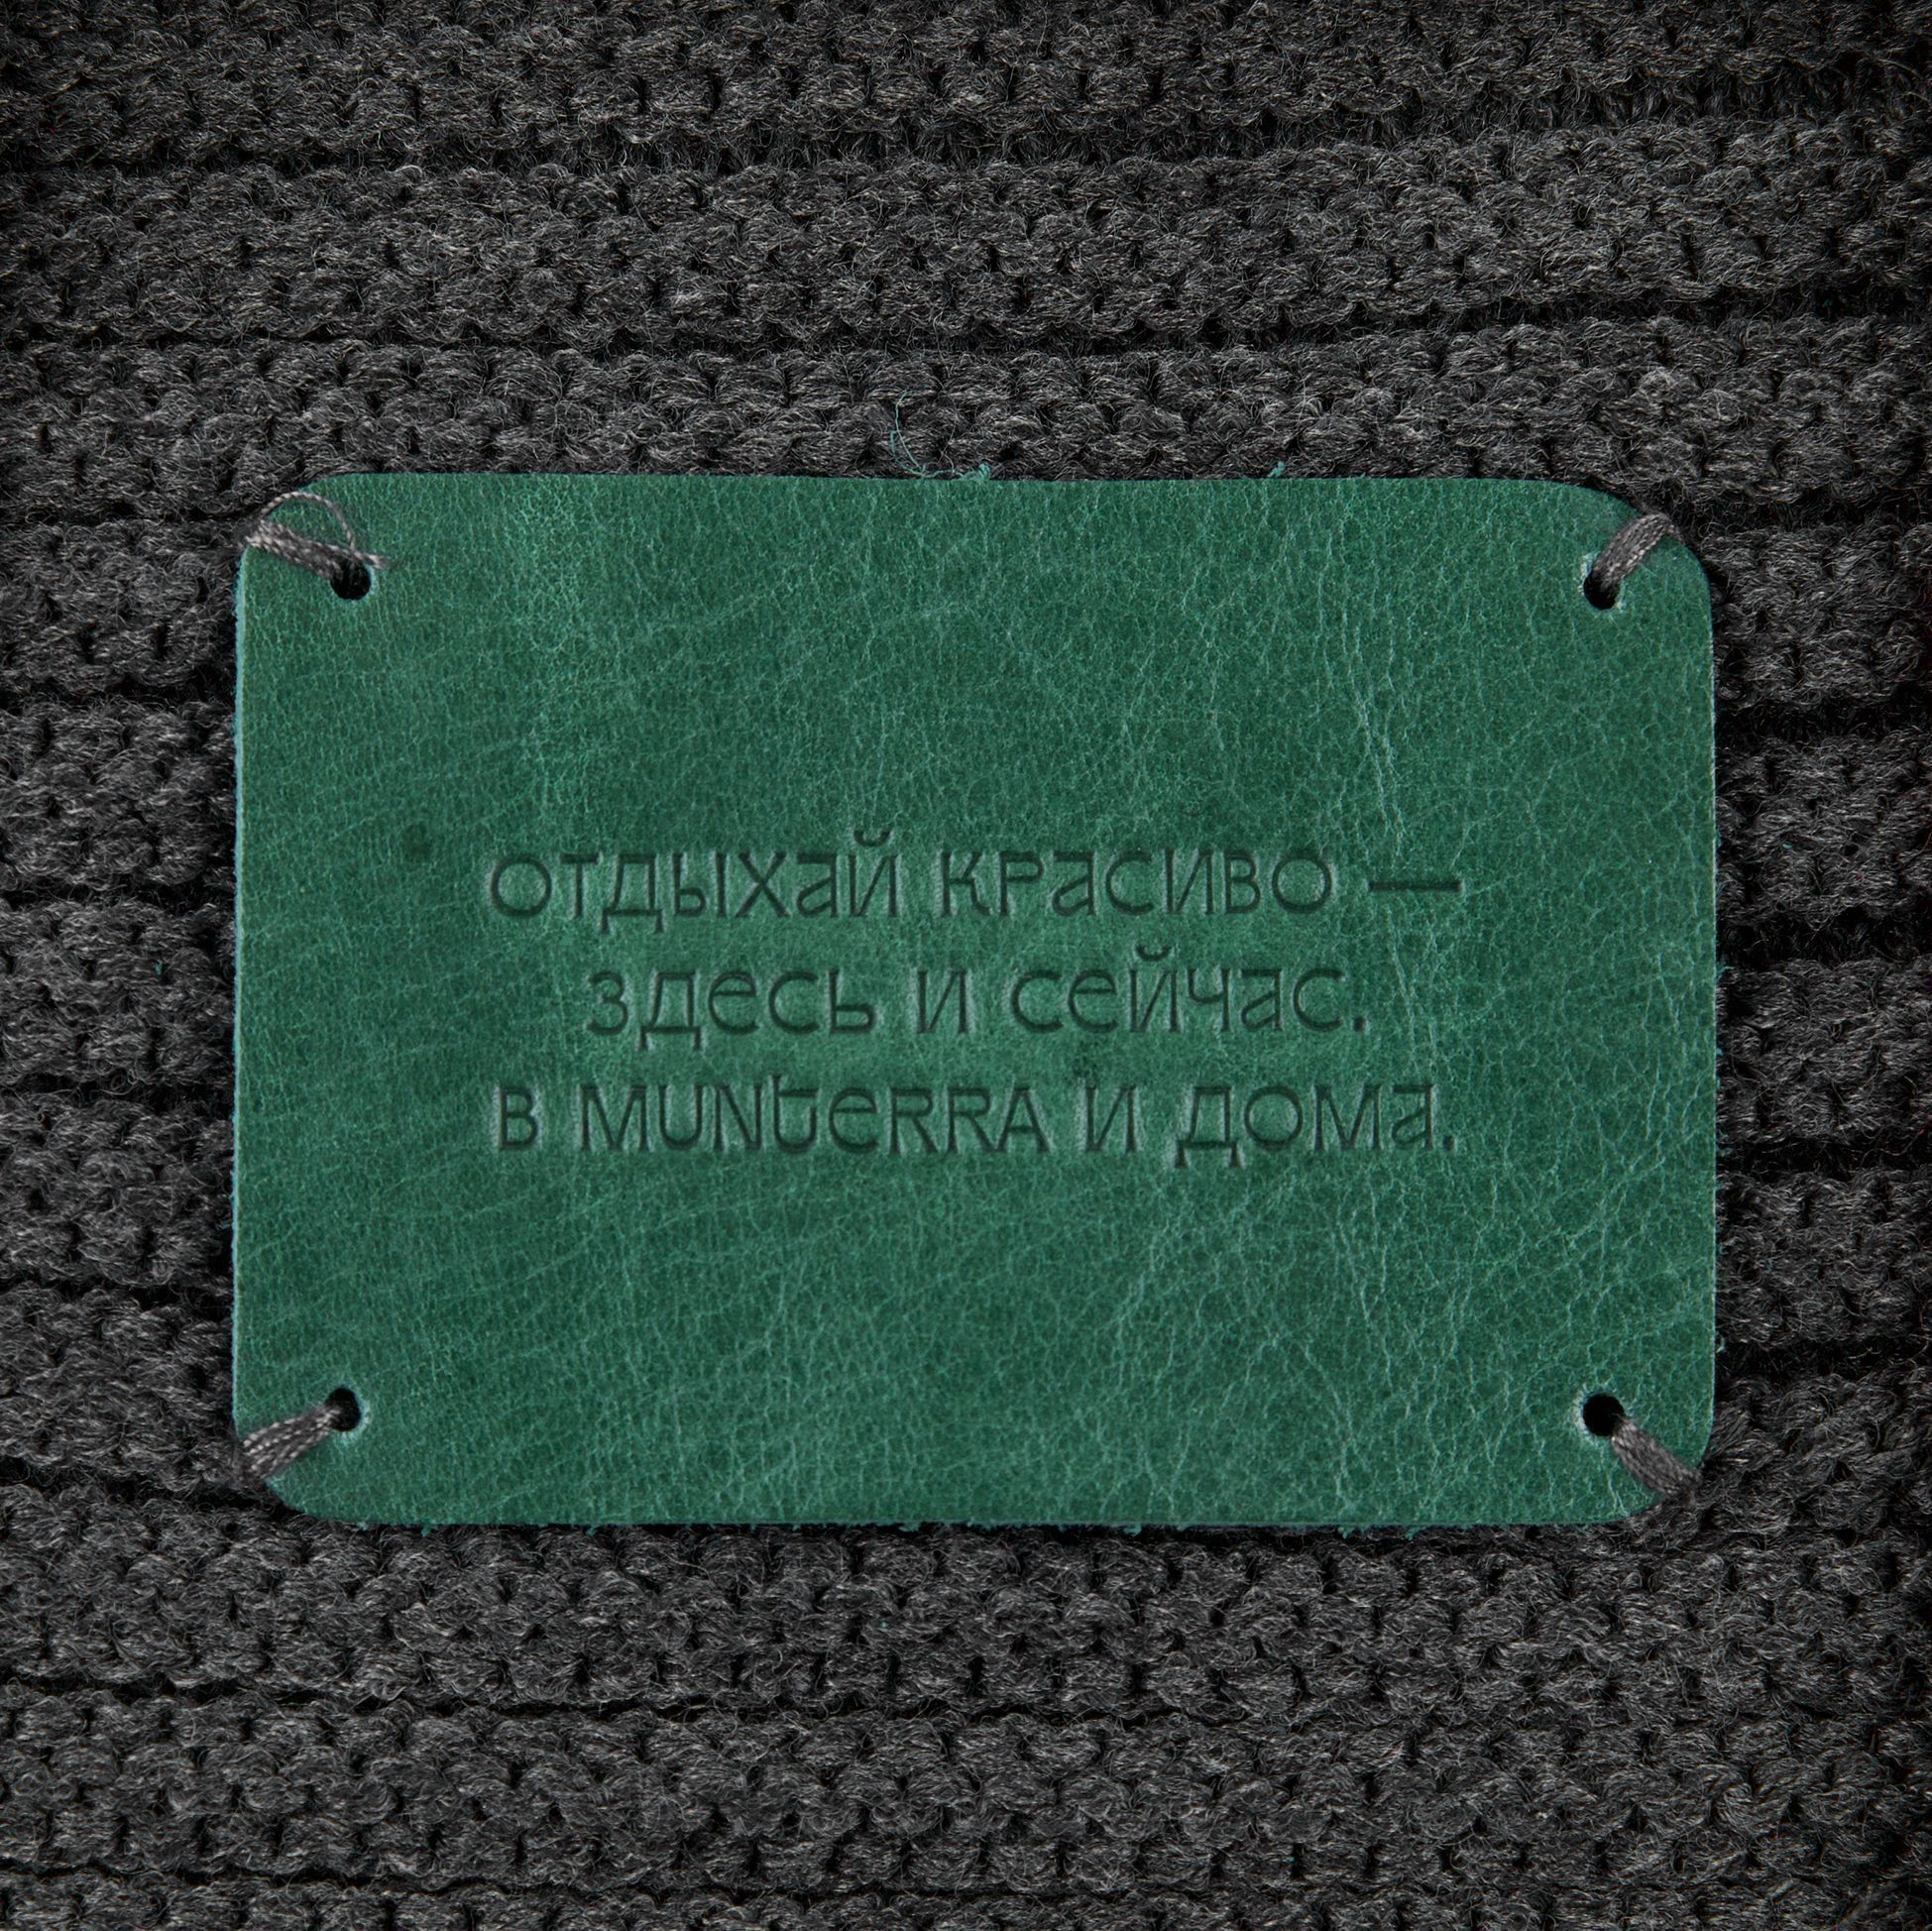 отдыхай красиво —
здесь и сейчас.
в munterra и дома.